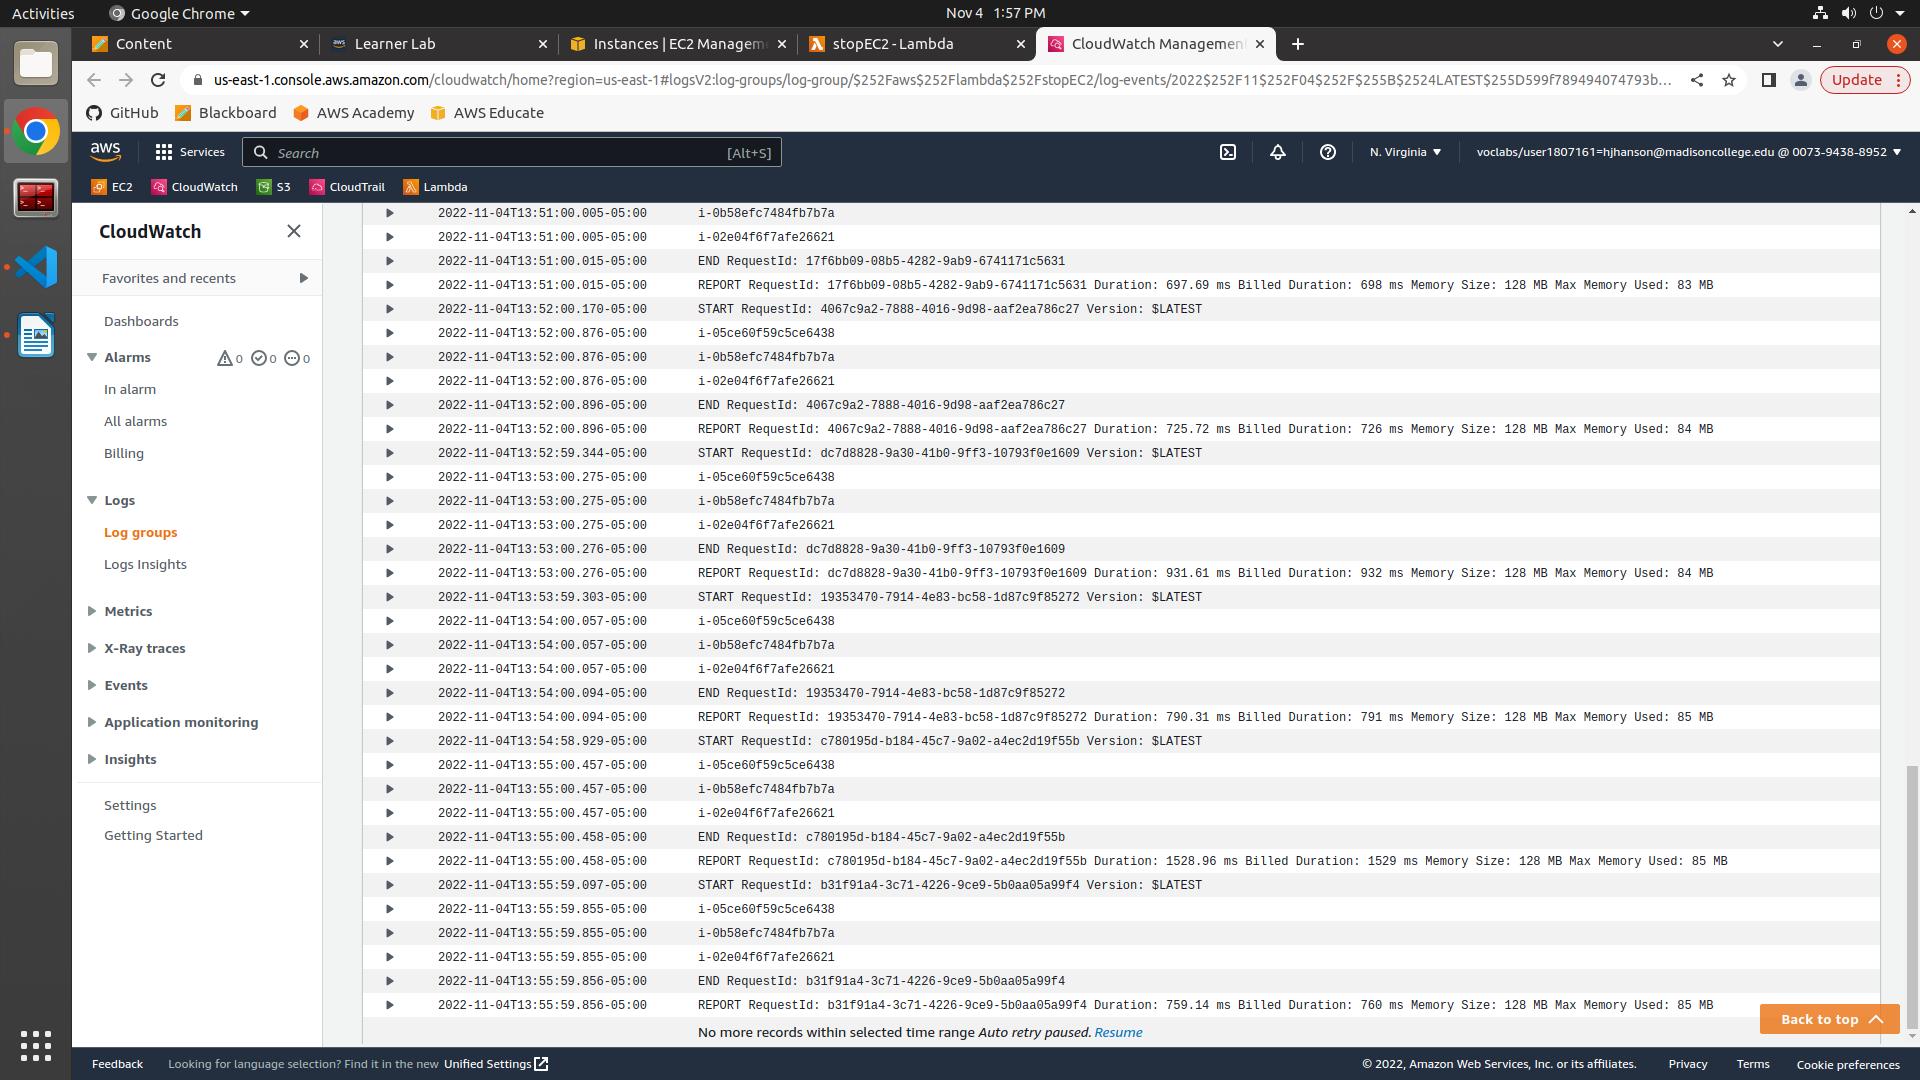 Activities
Google Chrome
Nov 4 1:57 PM
Content
Learner Lab
Instances | EC2 Managem
stopEC2 - Lambda
CloudWatch Managemen
us-east-1.console.aws.amazon.com/cloudwatch/home?region=us-east-1#logsV2:log-groups/log-group/$252Faws$252Flambda$252FstopEC2/log-events/2022$252F11$252F04$252F$255B$2524LATEST$255D599f789494074793b...
Update
GitHub
Blackboard
AWS Academy
AWS Educate
aws
Services
Search
[Alt+S]
N. Virginia
voclabs/user1807161=hjhanson@madisoncollege.edu @ 0073-9438-8952
EC2
CloudWatch
S3
CloudTrail
Lambda
CloudWatch
Favorites and recents
Dashboards
Alarms 0 0 0
In alarm
All alarms
Billing
Logs
Log groups
Logs Insights
Metrics
X-Ray traces
Events
Application monitoring
Insights
Settings
Getting Started
2022-11-04T13:51:00.005-05:00 i-0b58efc7484fb7b7a
2022-11-04T13:51:00.005-05:00 i-02e04f6f7afe26621
2022-11-04T13:51:00.015-05:00 END RequestId: 17f6bb09-08b5-4282-9ab9-6741171c5631
2022-11-04T13:51:00.015-05:00 REPORT RequestId: 17f6bb09-08b5-4282-9ab9-6741171c5631 Duration: 697.69 ms Billed Duration: 698 ms Memory Size: 128 MB Max Memory Used: 83 MB
2022-11-04T13:52:00.170-05:00 START RequestId: 4067c9a2-7888-4016-9d98-aaf2ea786c27 Version: $LATEST
2022-11-04T13:52:00.876-05:00 i-05ce60f59c5ce6438
2022-11-04T13:52:00.876-05:00 i-0b58efc7484fb7b7a
2022-11-04T13:52:00.876-05:00 i-02e04f6f7afe26621
2022-11-04T13:52:00.896-05:00 END RequestId: 4067c9a2-7888-4016-9d98-aaf2ea786c27
2022-11-04T13:52:00.896-05:00 REPORT RequestId: 4067c9a2-7888-4016-9d98-aaf2ea786c27 Duration: 725.72 ms Billed Duration: 726 ms Memory Size: 128 MB Max Memory Used: 84 MB
2022-11-04T13:52:59.344-05:00 START RequestId: dc7d8828-9a30-41b0-9ff3-10793f0e1609 Version: $LATEST
2022-11-04T13:53:00.275-05:00 i-05ce60f59c5ce6438
2022-11-04T13:53:00.275-05:00 i-0b58efc7484fb7b7a
2022-11-04T13:53:00.275-05:00 i-02e04f6f7afe26621
2022-11-04T13:53:00.276-05:00 END RequestId: dc7d8828-9a30-41b0-9ff3-10793f0e1609
2022-11-04T13:53:00.276-05:00 REPORT RequestId: dc7d8828-9a30-41b0-9ff3-10793f0e1609 Duration: 931.61 ms Billed Duration: 932 ms Memory Size: 128 MB Max Memory Used: 84 MB
2022-11-04T13:53:59.303-05:00 START RequestId: 19353470-7914-4e83-bc58-1d87c9f85272 Version: $LATEST
2022-11-04T13:54:00.057-05:00 i-05ce60f59c5ce6438
2022-11-04T13:54:00.057-05:00 i-0b58efc7484fb7b7a
2022-11-04T13:54:00.057-05:00 i-02e04f6f7afe26621
2022-11-04T13:54:00.094-05:00 END RequestId: 19353470-7914-4e83-bc58-1d87c9f85272
2022-11-04T13:54:00.094-05:00 REPORT RequestId: 19353470-7914-4e83-bc58-1d87c9f85272 Duration: 790.31 ms Billed Duration: 791 ms Memory Size: 128 MB Max Memory Used: 85 MB
2022-11-04T13:54:58.929-05:00 START RequestId: c780195d-b184-45c7-9a02-a4ec2d19f55b Version: $LATEST
2022-11-04T13:55:00.457-05:00 i-05ce60f59c5ce6438
2022-11-04T13:55:00.457-05:00 i-0b58efc7484fb7b7a
2022-11-04T13:55:00.457-05:00 i-02e04f6f7afe26621
2022-11-04T13:55:00.458-05:00 END RequestId: c780195d-b184-45c7-9a02-a4ec2d19f55b
2022-11-04T13:55:00.458-05:00 REPORT RequestId: c780195d-b184-45c7-9a02-a4ec2d19f55b Duration: 1528.96 ms Billed Duration: 1529 ms Memory Size: 128 MB Max Memory Used: 85 MB
2022-11-04T13:55:59.097-05:00 START RequestId: b31f91a4-3c71-4226-9ce9-5b0aa05a99f4 Version: $LATEST
2022-11-04T13:55:59.855-05:00 i-05ce60f59c5ce6438
2022-11-04T13:55:59.855-05:00 i-0b58efc7484fb7b7a
2022-11-04T13:55:59.855-05:00 i-02e04f6f7afe26621
2022-11-04T13:55:59.856-05:00 END RequestId: b31f91a4-3c71-4226-9ce9-5b0aa05a99f4
2022-11-04T13:55:59.856-05:00 REPORT RequestId: b31f91a4-3c71-4226-9ce9-5b0aa05a99f4 Duration: 759.14 ms Billed Duration: 760 ms Memory Size: 128 MB Max Memory Used: 85 MB
No more records within selected time range Auto retry paused. Resume
Back to top
Feedback
Looking for language selection? Find it in the new Unified Settings
© 2022, Amazon Web Services, Inc. or its affiliates.
Privacy
Terms
Cookie preferences